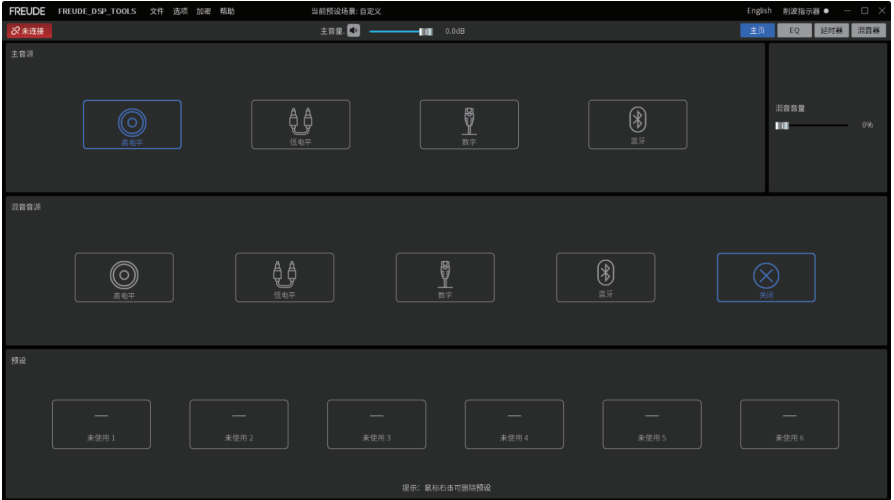 FREUDE FREUDE_DSP_TOOLS 文件 选项 加密 帮助 当前预设场景: 自定义 English 削波指示器
未连接 主音量 0.0dB 主页 EQ 延时器 混音器
主音源
高电平 低电平 数字 蓝牙
混音音量
0%
混音音源
高电平 低电平 数字 蓝牙 关闭
预设
未使用 1 未使用 2 未使用 3 未使用 4 未使用 5 未使用 6
提示: 鼠标右击可删除预设